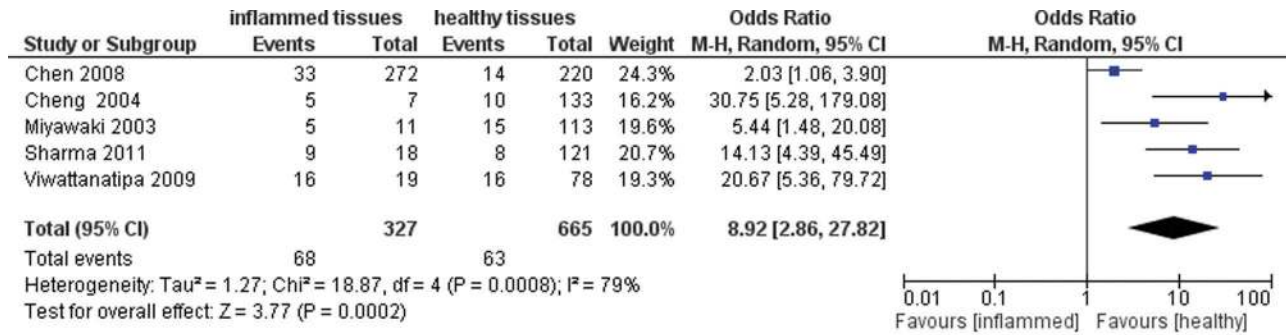 inflammed tissues healthy tissues Odds Ratio Odds Ratio
Study or Subgroup Events Total Events Total Weight M-H, Random, 95% CI M-H, Random, 95% CI
Chen 2008 33 272 14 220 24.3% 2.03 [1.06, 3.90]
Cheng 2004 5 7 10 133 16.2% 30.75 [5.28, 179.08]
Miyawaki 2003 5 11 15 113 19.6% 5.44 [1.48, 20.08]
Sharma 2011 9 18 8 121 20.7% 14.13 [4.39, 45.49]
Viwattanatipa 2009 16 19 16 78 19.3% 20.67 [5.36, 79.72]
Total (95% CI) 327 665 100.0% 8.92 [2.86, 27.82]
Total events 68 63
Heterogeneity: Tau² = 1.27; Chi² = 18.87, df = 4 (P = 0.0008); I² = 79%
Test for overall effect: Z = 3.77 (P = 0.0002)
0.01 0.1 1 10 100
Favours [inflammed] Favours [healthy]